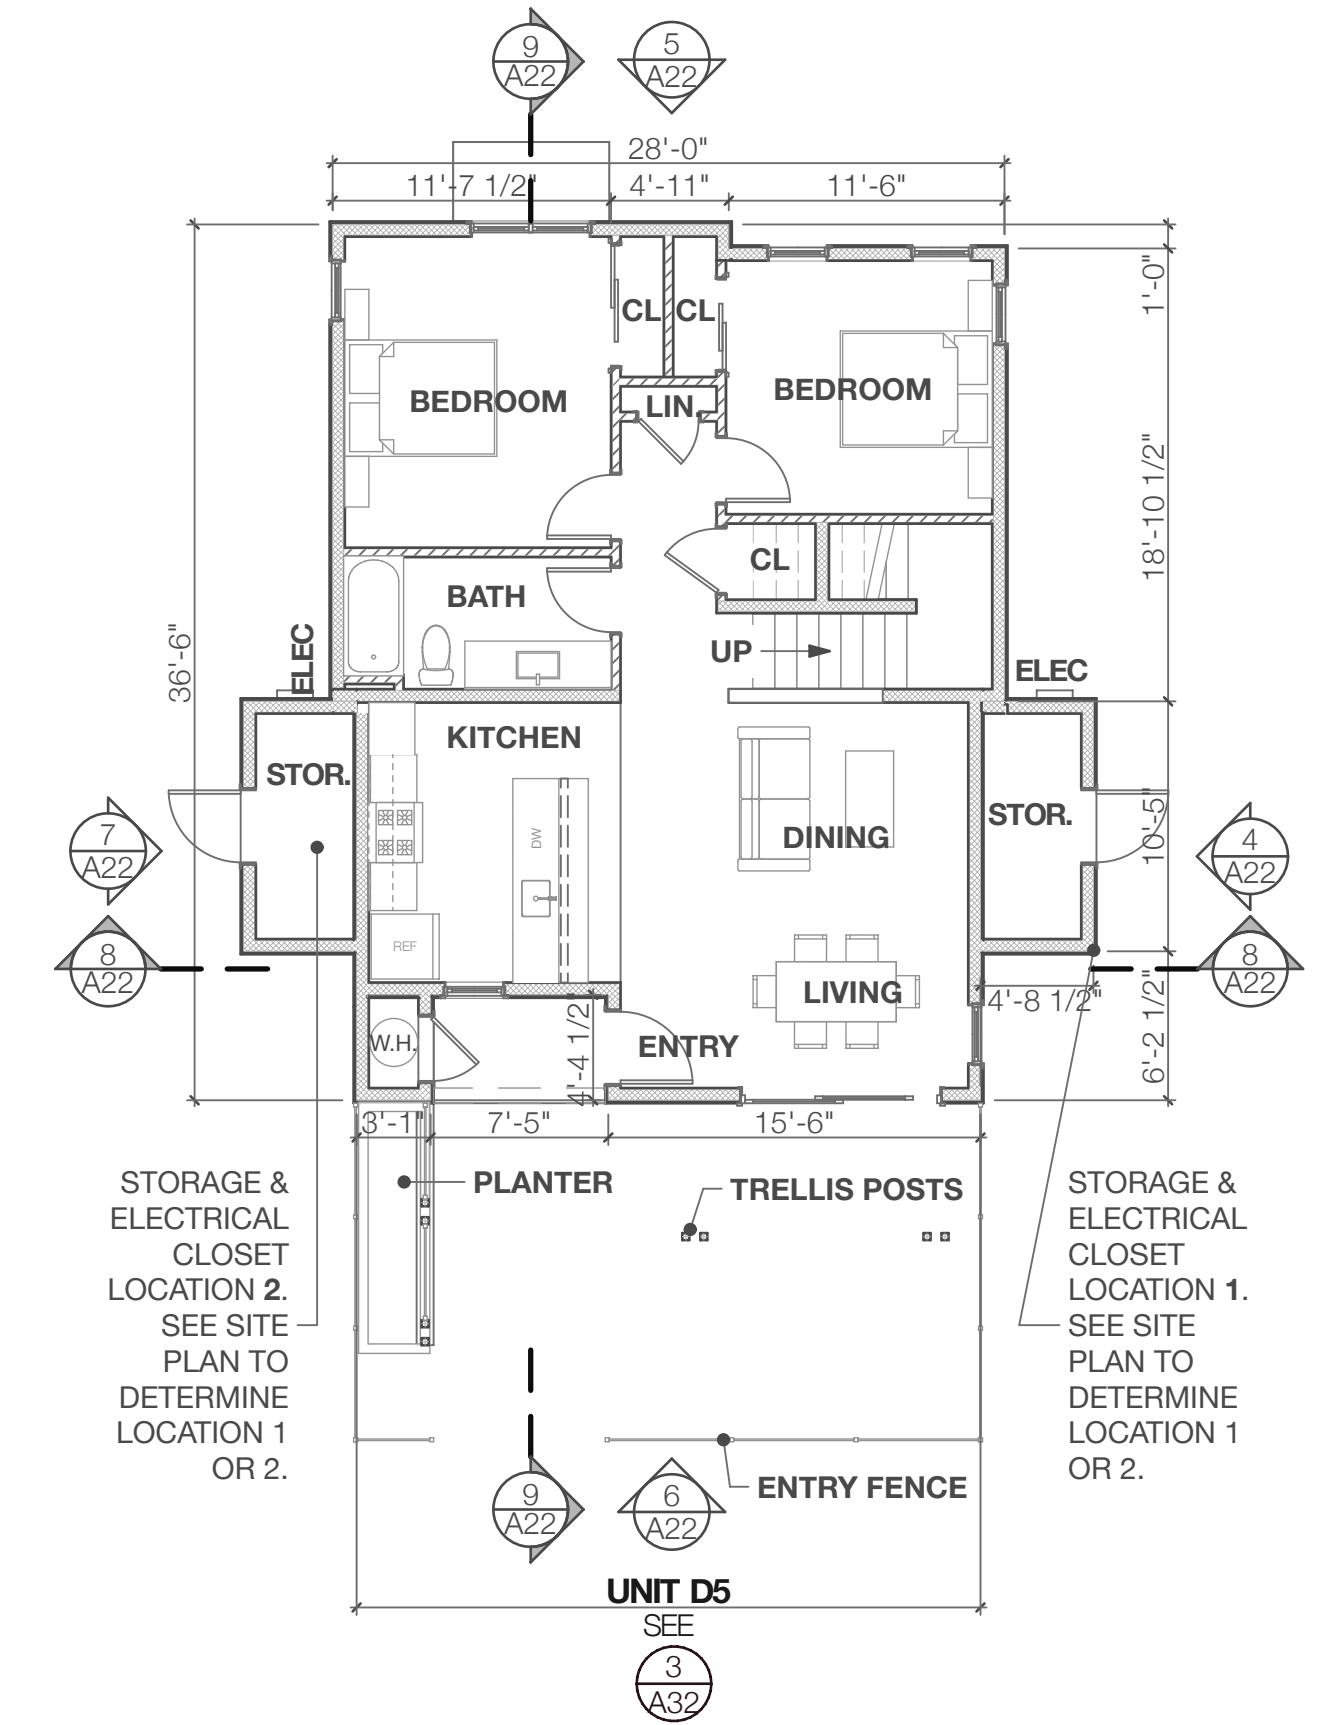 9
A22
5
A22
28'-0"
11'-7 1/2"
4'-11"
11'-6"
1'-0"
CL
CL
BEDROOM
LIN.
BEDROOM
18'-10 1/2"
36'-6"
CL
BATH
ELEC
UP
ELEC
KITCHEN
STOR.
DW
DINING
STOR.
10'-5"
7
A22
4
A22
REF
8
A22
8
A22
LIVING
4'-8 1/2"
W.H.
4'-4 1/2
ENTRY
6'-2 1/2"
3'-1"
7'-5"
15'-6"
PLANTER
TRELLIS POSTS
STORAGE &
ELECTRICAL
CLOSET
LOCATION 2.
SEE SITE
PLAN TO
DETERMINE
LOCATION 1
OR 2.
STORAGE &
ELECTRICAL
CLOSET
LOCATION 1.
SEE SITE
PLAN TO
DETERMINE
LOCATION 1
OR 2.
ENTRY FENCE
9
A22
6
A22
UNIT D5
SEE
3
A32